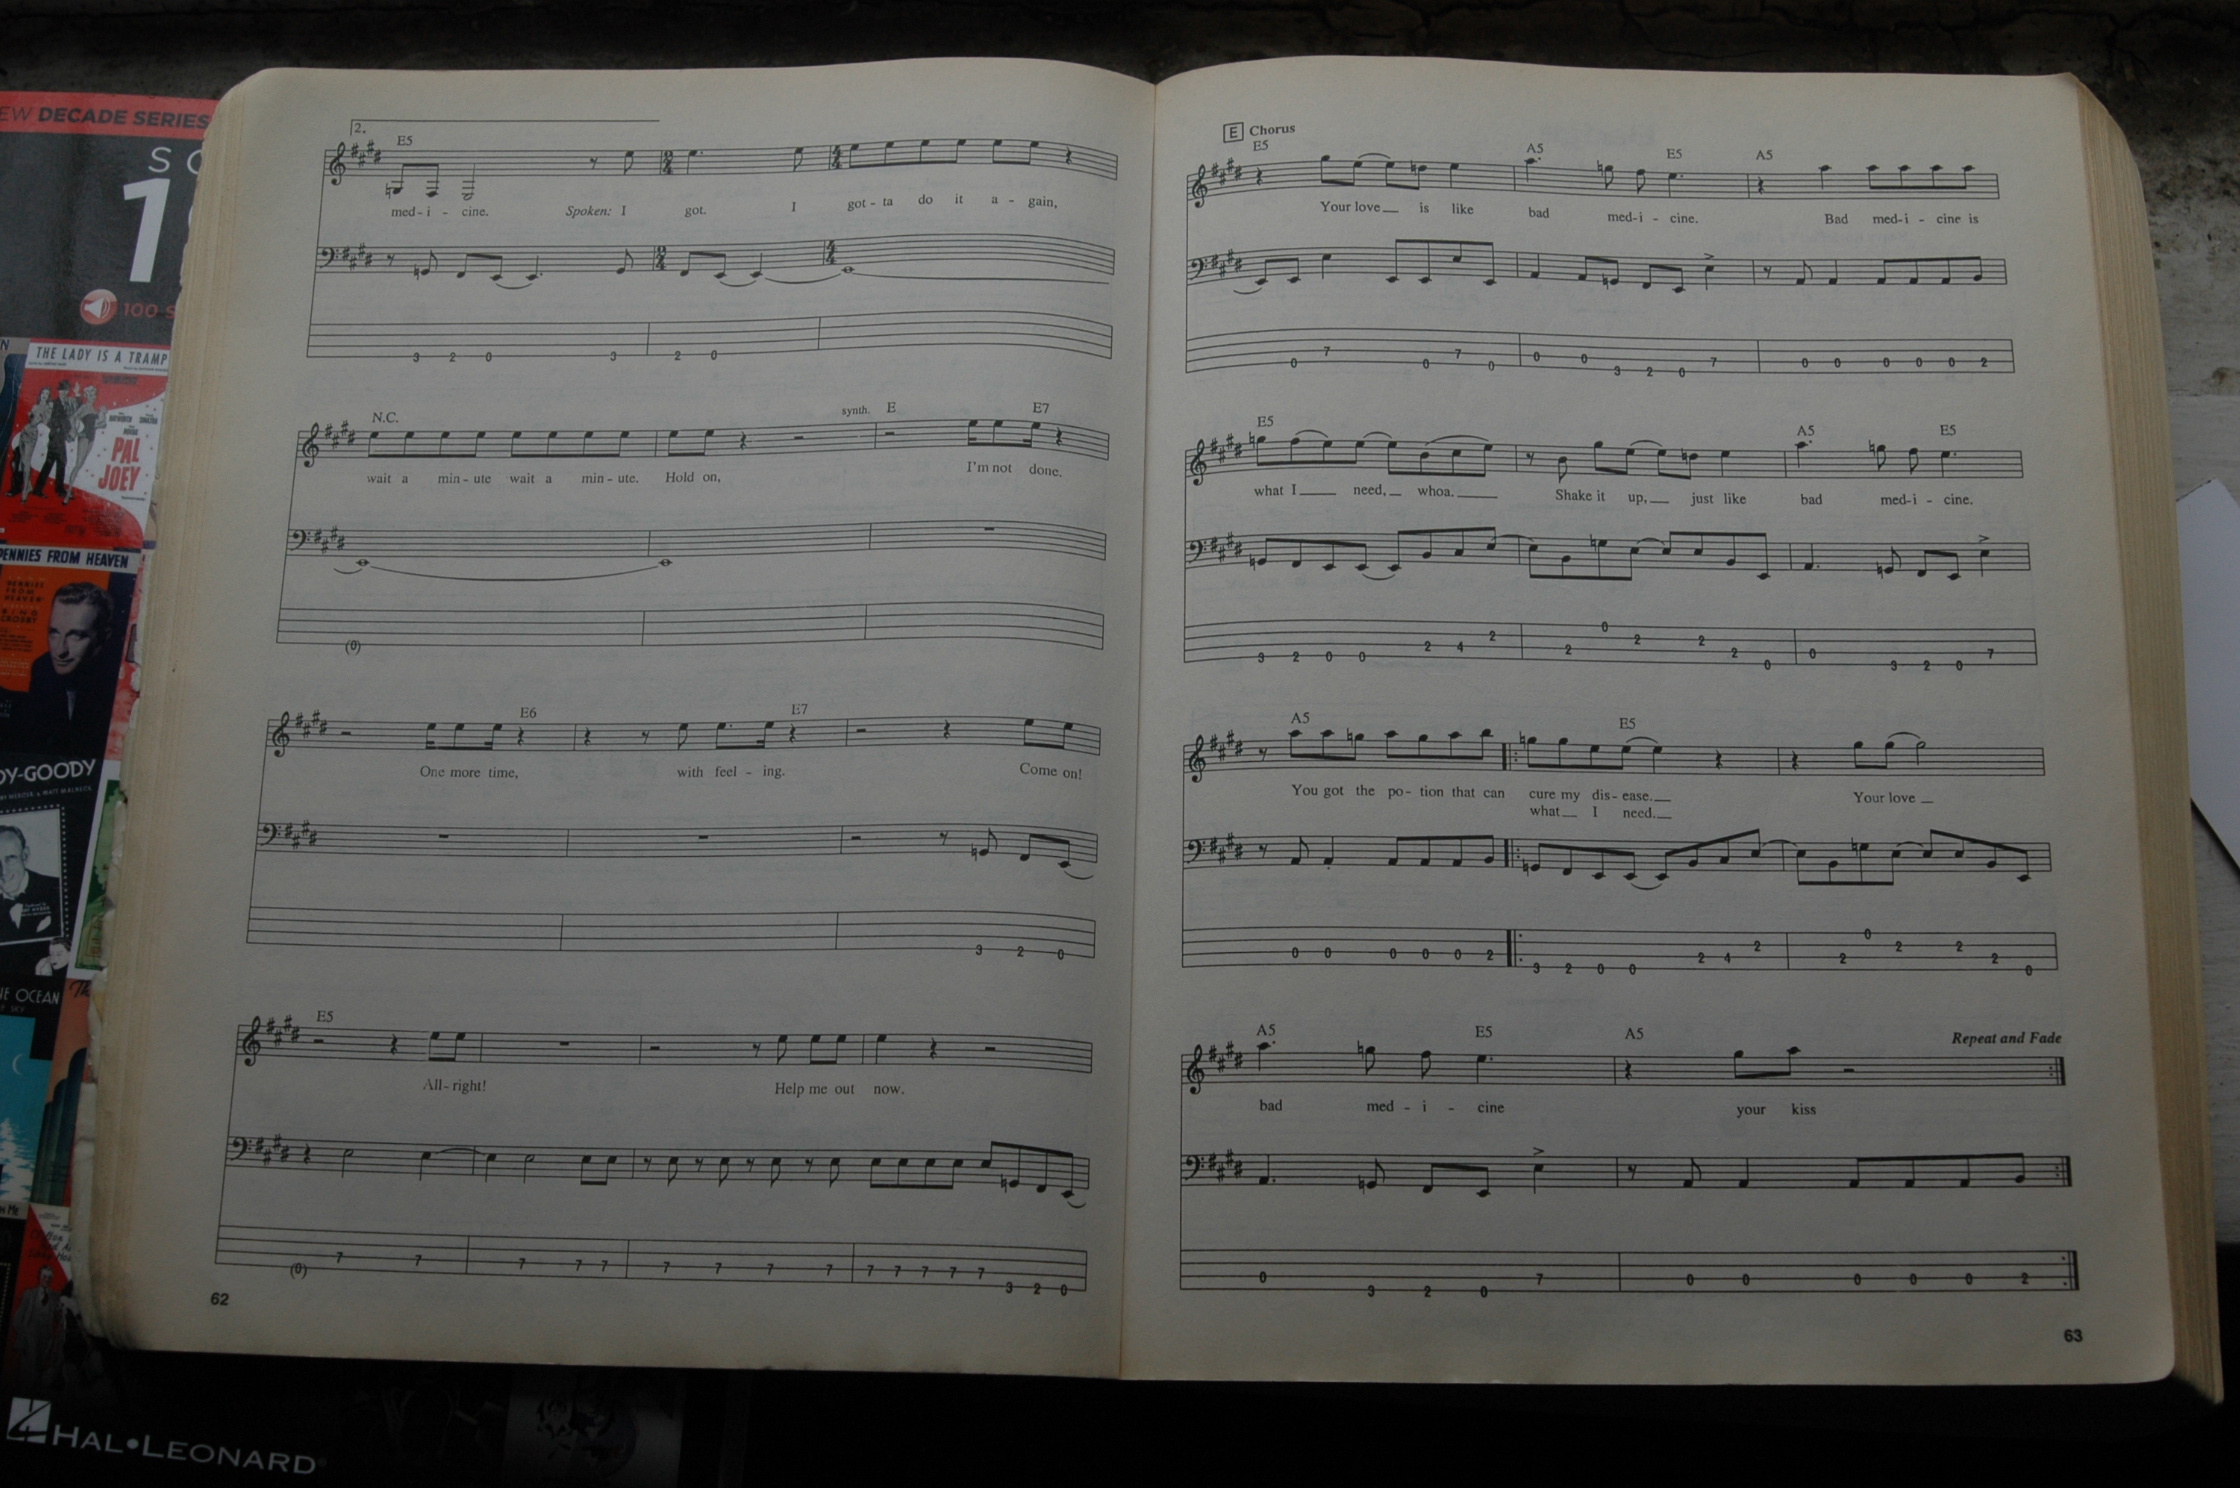 EW DECADE SERIES
SO
1
100 S
THE LADY IS A TRAMP
PAL
JOEY
PENNIES FROM HEAVEN
DY-GOODY
OCEAN
HAL•LEONARD
2.
E5
med - i - cine. Spoken: I got. I got - ta do it a - gain,
3 2 0 3 2 0
N.C. synth. E E7
wait a min - ute wait a min - ute. Hold on, I'm not done.
(0)
E6 E7
One more time, with feel - ing. Come on!
3 2 0
E5
All - right! Help me out now.
(0) 7 7 7 7 7 7 7 7 7 7 7 7 7 7 3 2 0
62
E Chorus
E5 A5 E5 A5
Your love is like bad med - i - cine. Bad med - i - cine is
0 7 0 7 0 0 0 3 2 0 7 0 0 0 0 0 2
E5 A5 E5
what I need, whoa. Shake it up, just like bad med - i - cine.
3 2 0 0 2 4 2 2 0 2 2 2 0 0 3 2 0 7
A5 E5
You got the po - tion that can cure my dis - ease. Your love
what I need.
0 0 0 0 0 2 3 2 0 0 2 4 2 2 0 2 2 2 0
A5 E5 A5 Repeat and Fade
bad med - i - cine your kiss
0 3 2 0 7 0 0 0 0 0 2
63